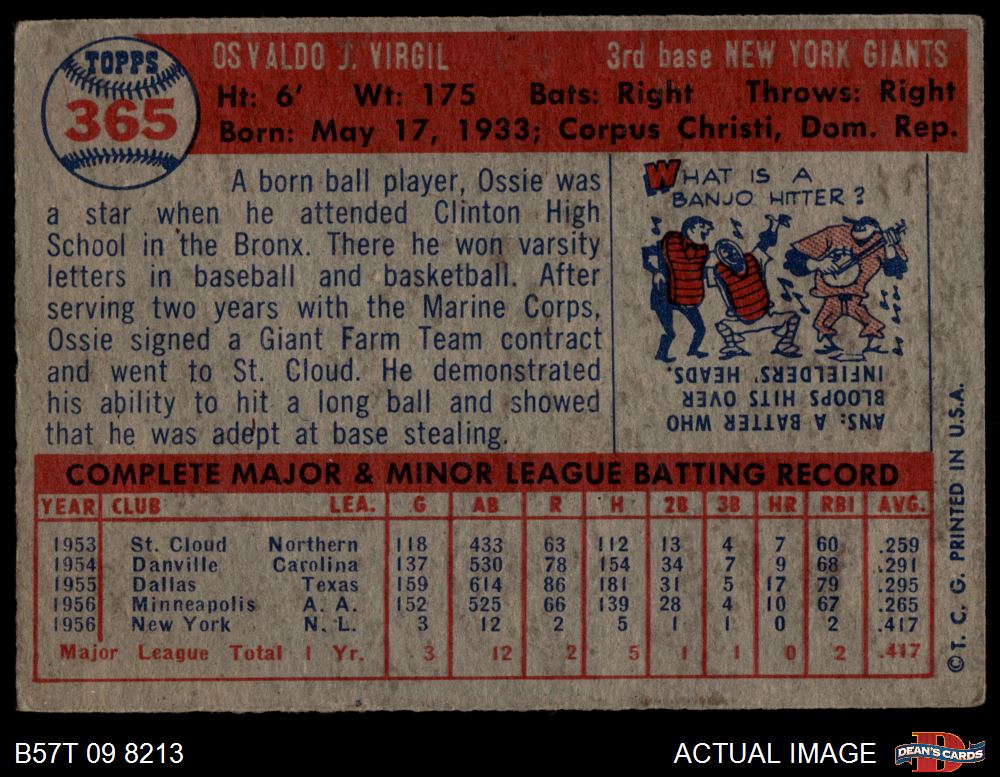 TOPPS
365
OSVALDO J. VIRGIL 3rd base NEW YORK GIANTS
Ht: 6' Wt: 175 Bats: Right Throws: Right
Born: May 17, 1933; Corpus Christi, Dom. Rep.
A born ball player, Ossie was
a star when he attended Clinton High
School in the Bronx. There he won varsity
letters in baseball and basketball. After
serving two years with the Marine Corps,
Ossie signed a Giant Farm Team contract
and went to St. Cloud. He demonstrated
his ability to hit a long ball and showed
that he was adept at base stealing.
WHAT IS A
BANJO HITTER?
ANS: A BATTER WHO
BLOOPS HITS OVER
INFIELDERS' HEADS.
COMPLETE MAJOR & MINOR LEAGUE BATTING RECORD
YEAR CLUB LEA. G AB R H 2B 3B HR RBI AVG.
1953 St. Cloud Northern 118 433 63 112 13 4 7 60 .259
1954 Danville Carolina 137 530 78 154 34 7 9 68 .291
1955 Dallas Texas 159 614 86 181 31 5 17 79 .295
1956 Minneapolis A. A. 152 525 66 139 28 4 10 67 .265
1956 New York N. L. 3 12 2 5 1 1 0 2 .417
Major League Total 1 Yr. 3 12 2 5 1 1 0 2 .417
© T. C. G. PRINTED IN U.S.A.
B57T 09 8213
ACTUAL IMAGE
DEAN'S CARDS